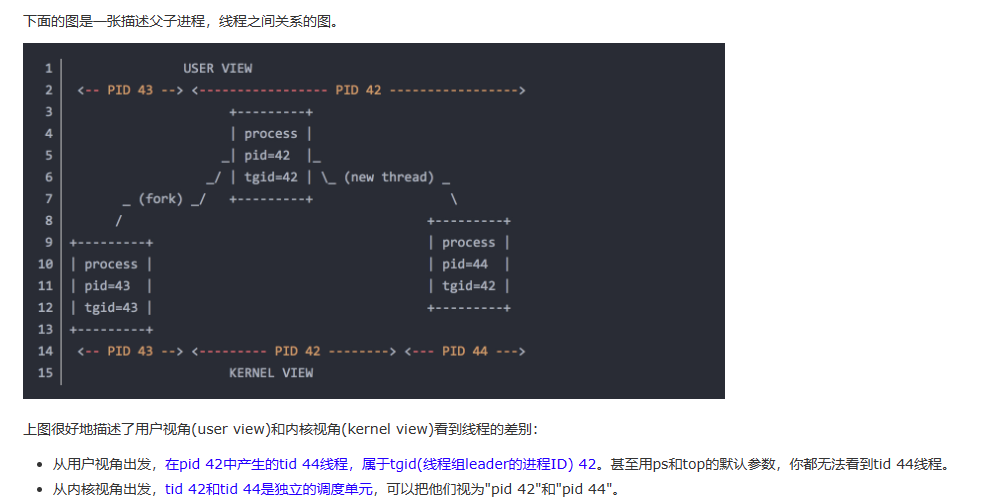 下面的图是一张描述父子进程，线程之间关系的图。
1                USER VIEW
2  <-- PID 43 --> <----------------- PID 42 ----------------->
3                      +---------+
4                      | process |
5                     _| pid=42  |_
6                   _/ | tgid=42 | \_ (new thread) _
7        _ (fork) _/   +---------+                  \
8       /                                        +---------+
9 +---------+                                    | process |
10 | process |                                    | pid=44  |
11 | pid=43  |                                    | tgid=42 |
12 | tgid=43 |                                    +---------+
13 +---------+
14  <-- PID 43 --> <--------- PID 42 --------> <--- PID 44 --->
15                      KERNEL VIEW
上图很好地描述了用户视角(user view)和内核视角(kernel view)看到线程的差别：
• 从用户视角出发，在pid 42中产生的tid 44线程，属于tgid(线程组leader的进程ID) 42。甚至用ps和top的默认参数，你都无法看到tid 44线程。
• 从内核视角出发，tid 42和tid 44是独立的调度单元，可以把他们视为"pid 42"和"pid 44"。